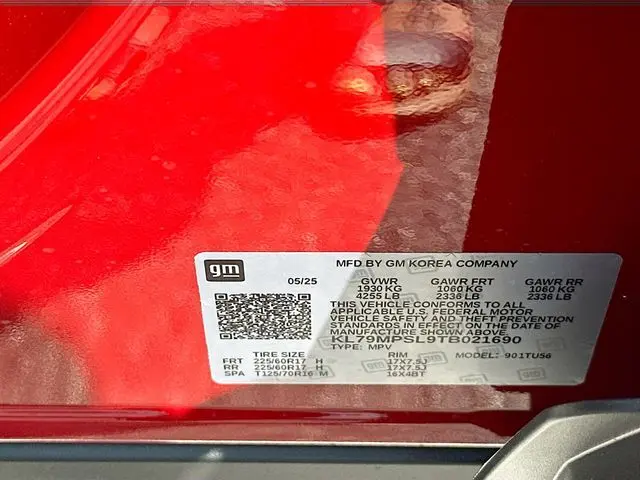 gm
MFD BY GM KOREA COMPANY
05/25 GVWR GAWR FRT GAWR RR
1930 KG 1060 KG 1060 KG
4255 LB 2336 LB 2336 LB
THIS VEHICLE CONFORMS TO ALL
APPLICABLE U.S. FEDERAL MOTOR
VEHICLE SAFETY AND THEFT PREVENTION
STANDARDS IN EFFECT ON THE DATE OF
MANUFACTURE SHOWN ABOVE.
KL79MPSL9TB021690
TYPE: MPV
TIRE SIZE RIM MODEL: 901TU56
FRT 225/60R17 H 17X7.5J
RR 225/60R17 H 17X7.5J
SPA T125/70R16 M 16X4BT